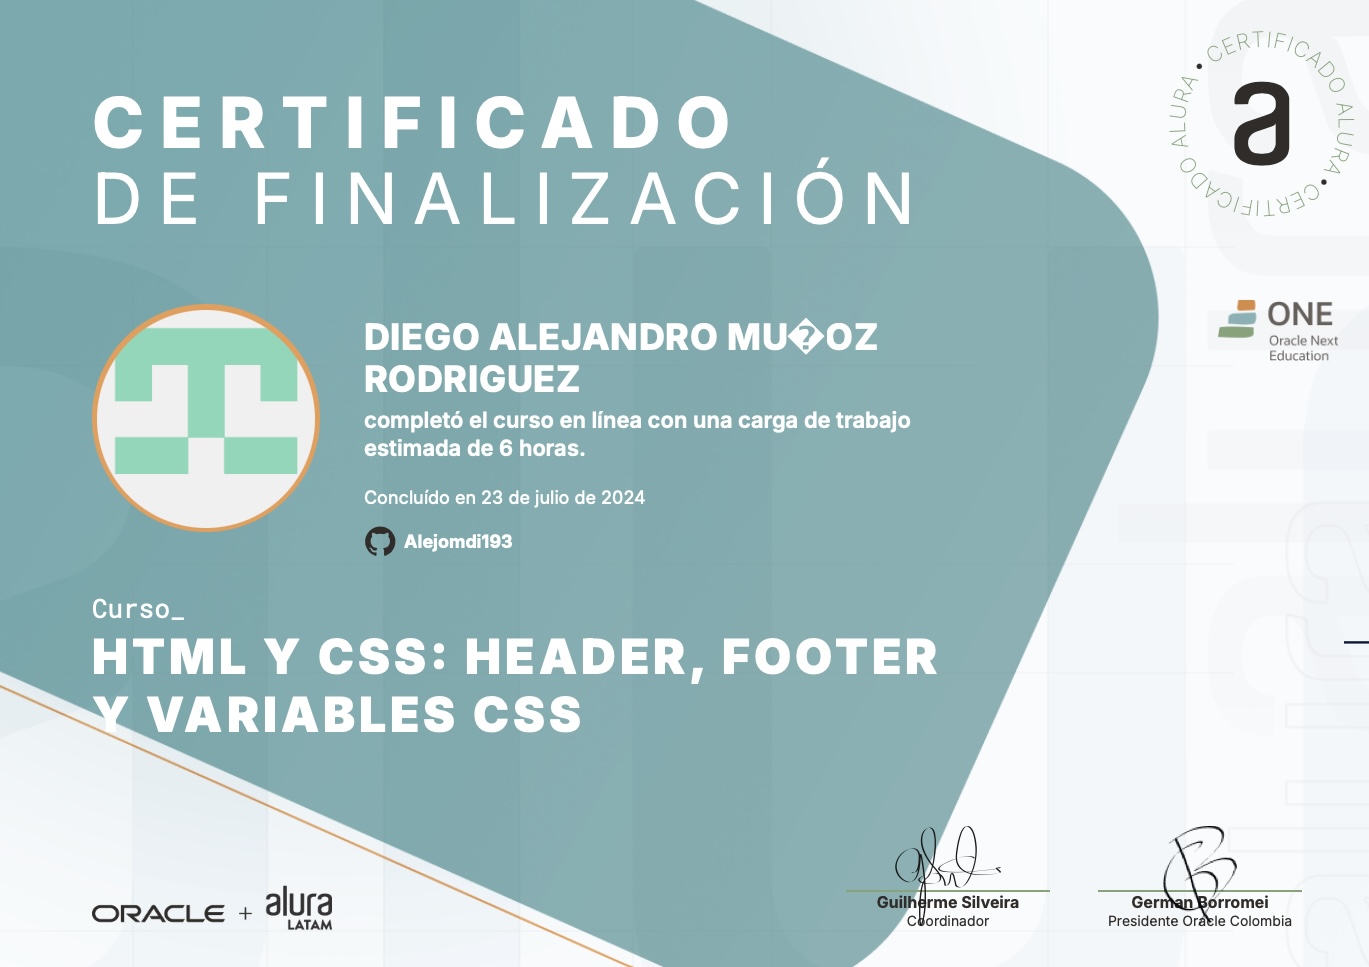 CERTIFICADO
DE FINALIZACIÓN
CERTIFICADO ALURA • CERTIFICADO ALURA •
a
ONE
Oracle Next
Education
DIEGO ALEJANDRO MU�OZ
RODRIGUEZ
completó el curso en línea con una carga de trabajo
estimada de 6 horas.
Concluído en 23 de julio de 2024
Alejomdi193
Curso_
HTML Y CSS: HEADER, FOOTER
Y VARIABLES CSS
ORACLE + alura
LATAM
Guilherme Silveira
Coordinador
German Borromei
Presidente Oracle Colombia
alura